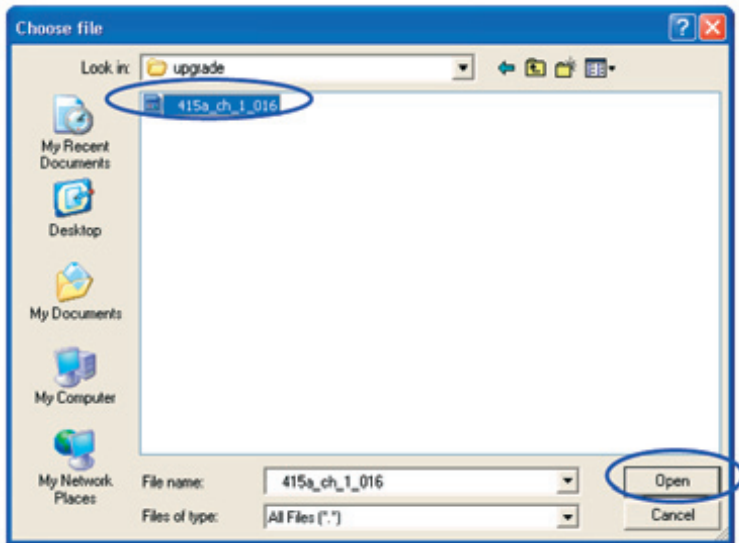 Choose file
Look in: upgrade
415a_ch_1_016
My Recent
Documents
Desktop
My Documents
My Computer
My Network
Places
File name: 415a_ch_1_016
Open
Files of type: All Files (*.*)
Cancel